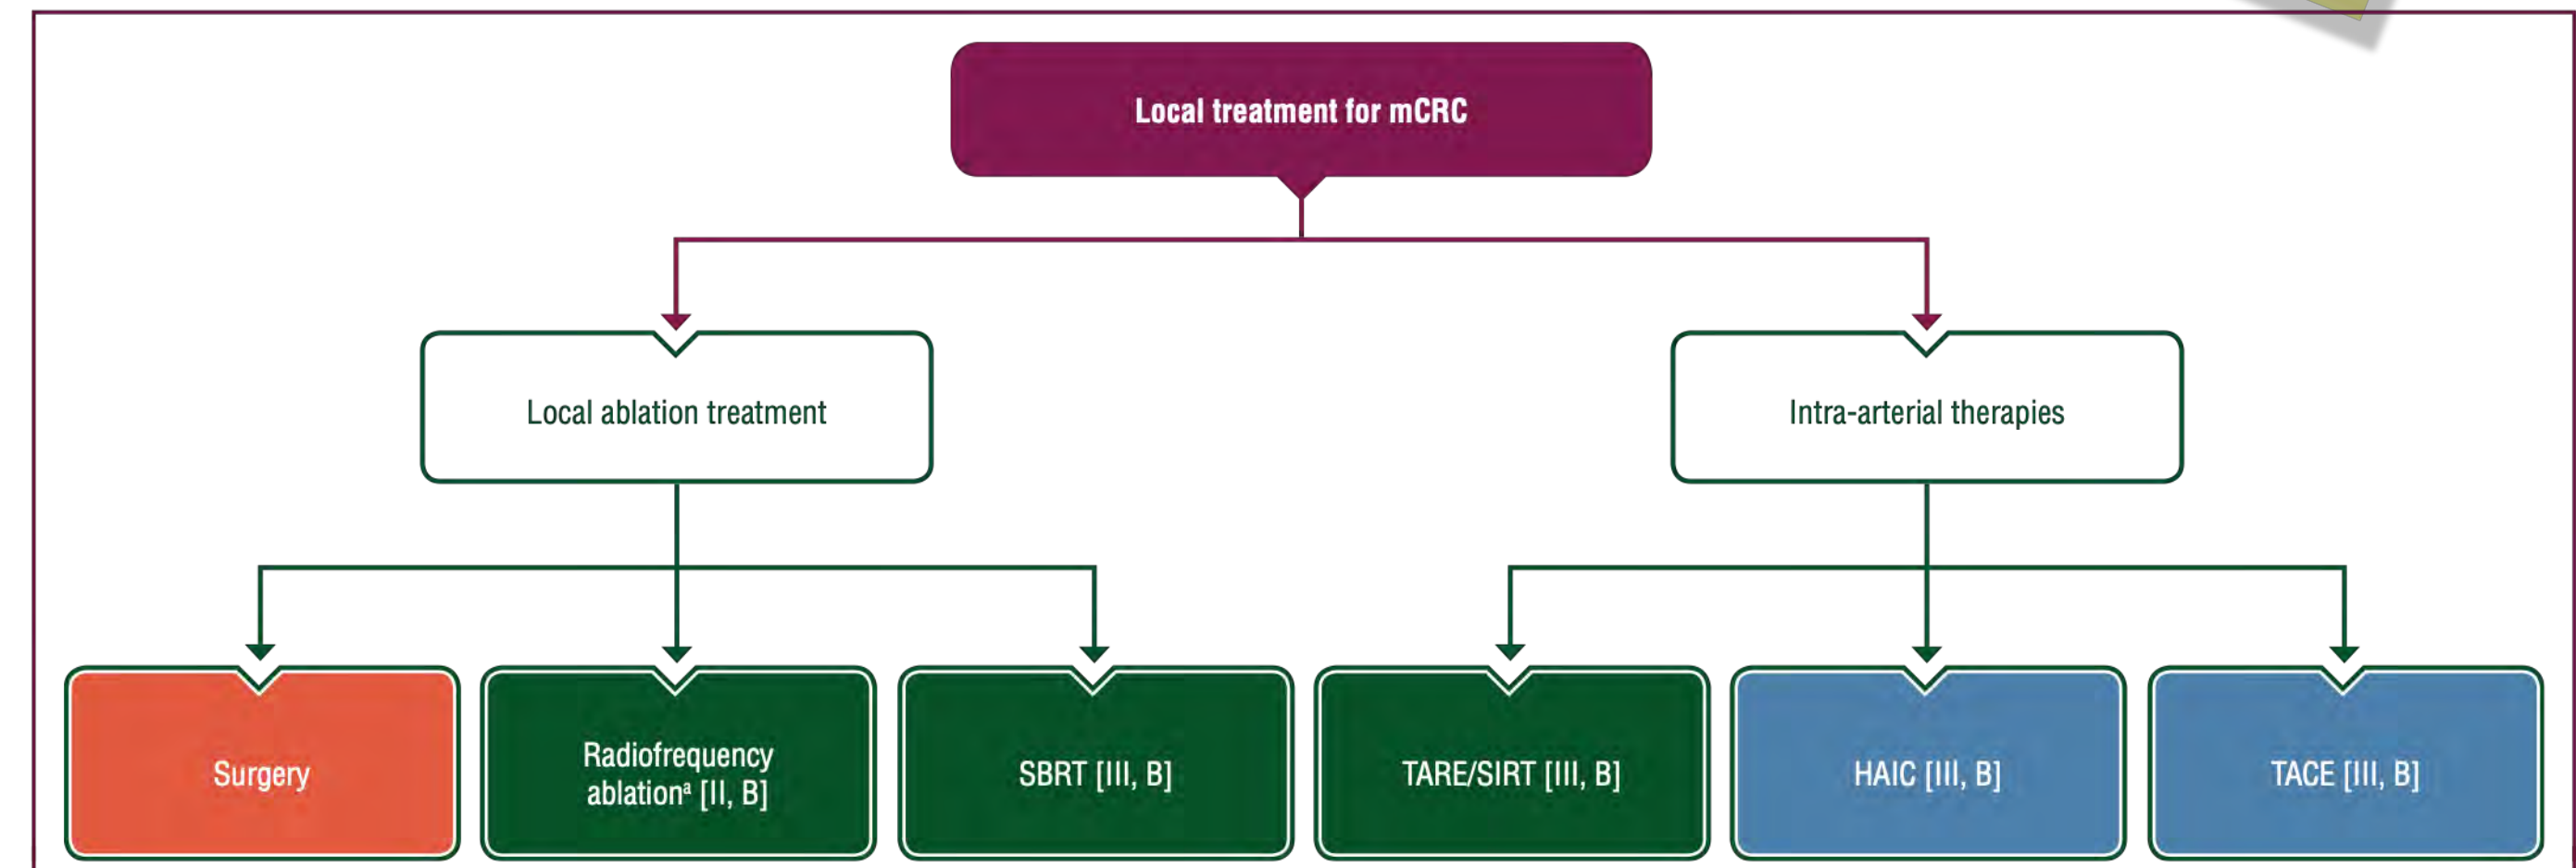 Local treatment for mCRC
Local ablation treatment
Intra-arterial therapies
Surgery
Radiofrequency
ablationᵃ [II, B]
SBRT [III, B]
TARE/SIRT [III, B]
HAIC [III, B]
TACE [III, B]